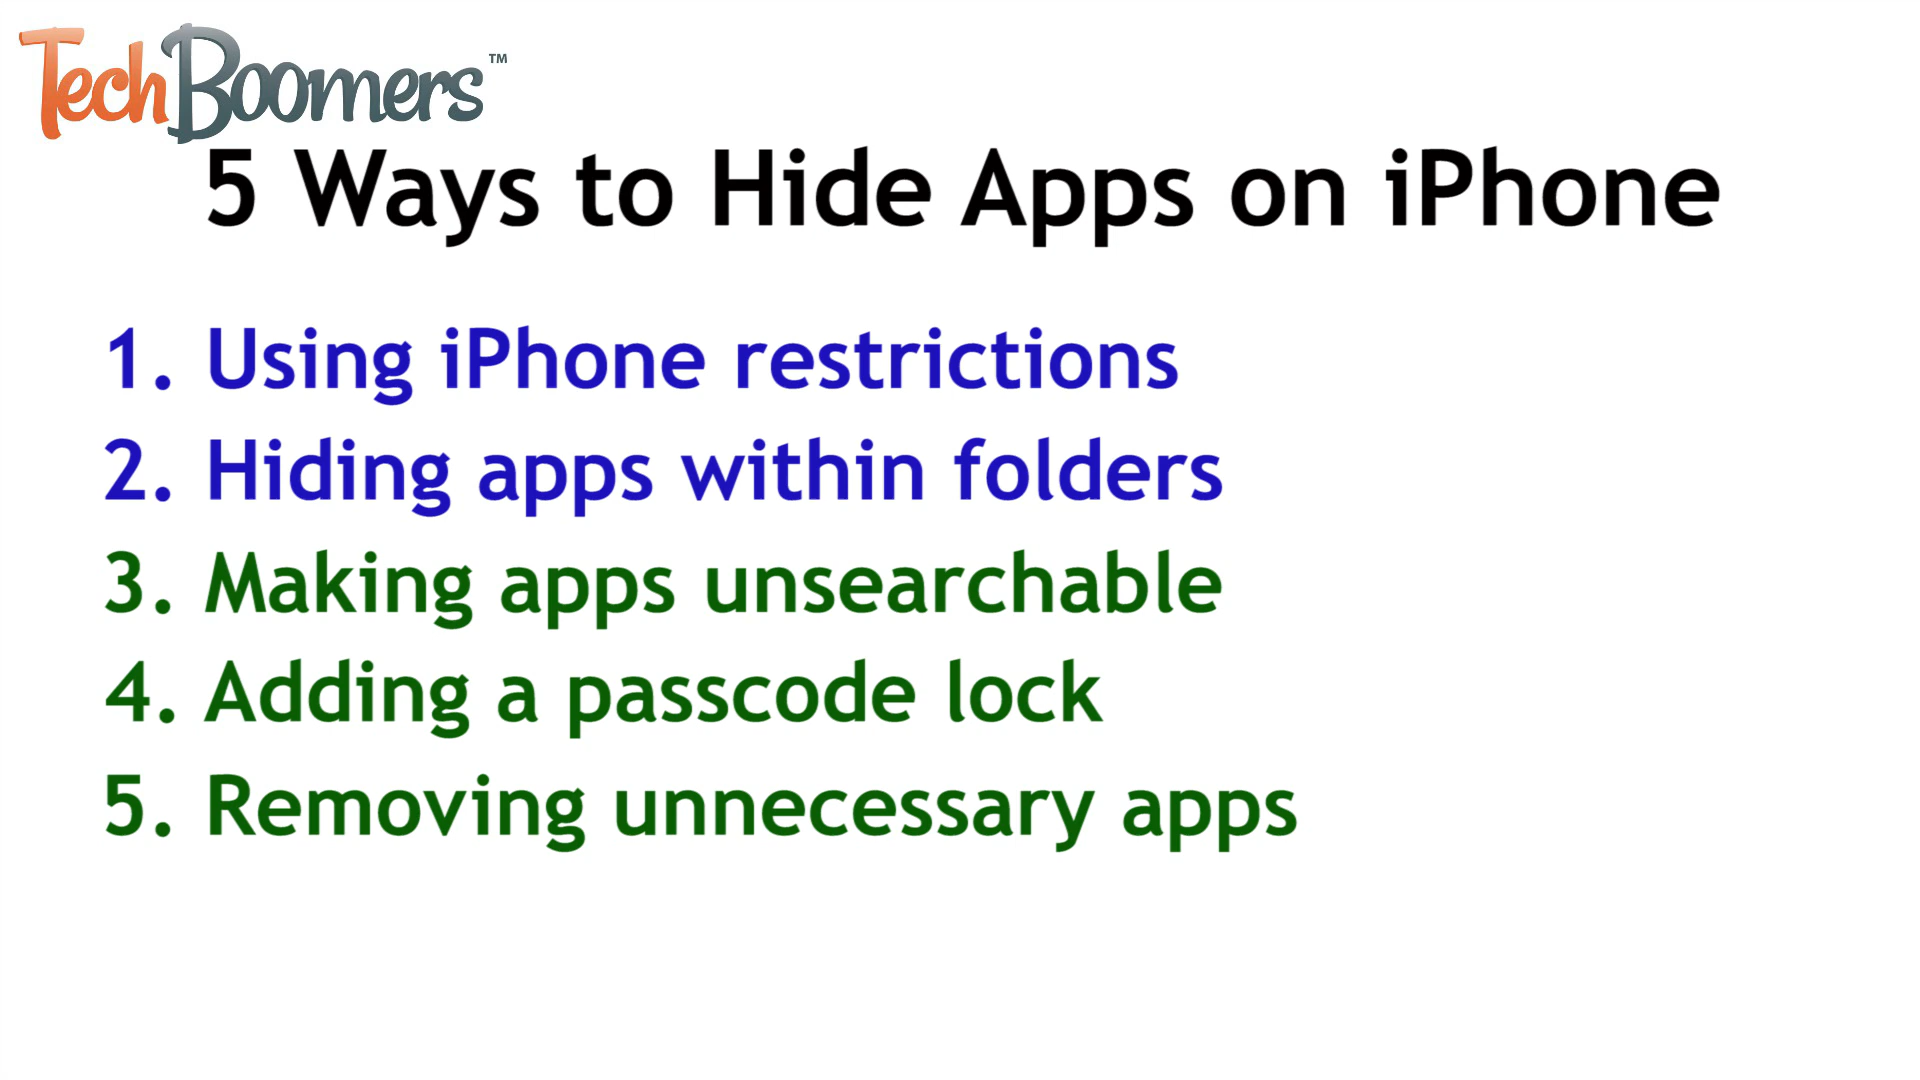 TechBoomers™
5 Ways to Hide Apps on iPhone
1. Using iPhone restrictions
2. Hiding apps within folders
3. Making apps unsearchable
4. Adding a passcode lock
5. Removing unnecessary apps